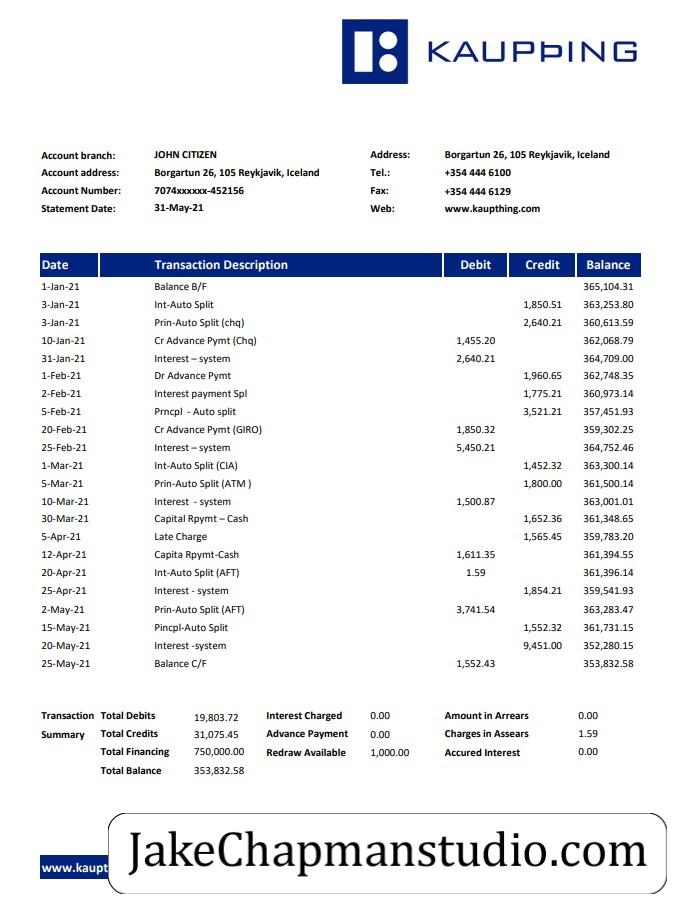 KAUPÞING
Account branch: JOHN CITIZEN Address: Borgartun 26, 105 Reykjavik, Iceland
Account address: Borgartun 26, 105 Reykjavik, Iceland Tel.: +354 444 6100
Account Number: 7074xxxxxx-452156 Fax: +354 444 6129
Statement Date: 31-May-21 Web: www.kaupthing.com
Date Transaction Description Debit Credit Balance
1-Jan-21 Balance B/F 365,104.31
3-Jan-21 Int-Auto Split 1,850.51 363,253.80
3-Jan-21 Prin-Auto Split (chq) 2,640.21 360,613.59
10-Jan-21 Cr Advance Pymt (Chq) 1,455.20 362,068.79
31-Jan-21 Interest – system 2,640.21 364,709.00
1-Feb-21 Dr Advance Pymt 1,960.65 362,748.35
2-Feb-21 Interest payment Spl 1,775.21 360,973.14
5-Feb-21 Prncpl - Auto split 3,521.21 357,451.93
20-Feb-21 Cr Advance Pymt (GIRO) 1,850.32 359,302.25
25-Feb-21 Interest – system 5,450.21 364,752.46
1-Mar-21 Int-Auto Split (CIA) 1,452.32 363,300.14
5-Mar-21 Prin-Auto Split (ATM ) 1,800.00 361,500.14
10-Mar-21 Interest - system 1,500.87 363,001.01
30-Mar-21 Capital Rpymt – Cash 1,652.36 361,348.65
5-Apr-21 Late Charge 1,565.45 359,783.20
12-Apr-21 Capita Rpymt-Cash 1,611.35 361,394.55
20-Apr-21 Int-Auto Split (AFT) 1.59 361,396.14
25-Apr-21 Interest - system 1,854.21 359,541.93
2-May-21 Prin-Auto Split (AFT) 3,741.54 363,283.47
15-May-21 Pincpl-Auto Split 1,552.32 361,731.15
20-May-21 Interest -system 9,451.00 352,280.15
25-May-21 Balance C/F 1,552.43 353,832.58
Transaction Total Debits 19,803.72 Interest Charged 0.00 Amount in Arrears 0.00
Summary Total Credits 31,075.45 Advance Payment 0.00 Charges in Assears 1.59
Total Financing 750,000.00 Redraw Available 1,000.00 Accured Interest 0.00
Total Balance 353,832.58
www.kaupt
JakeChapmanstudio.com